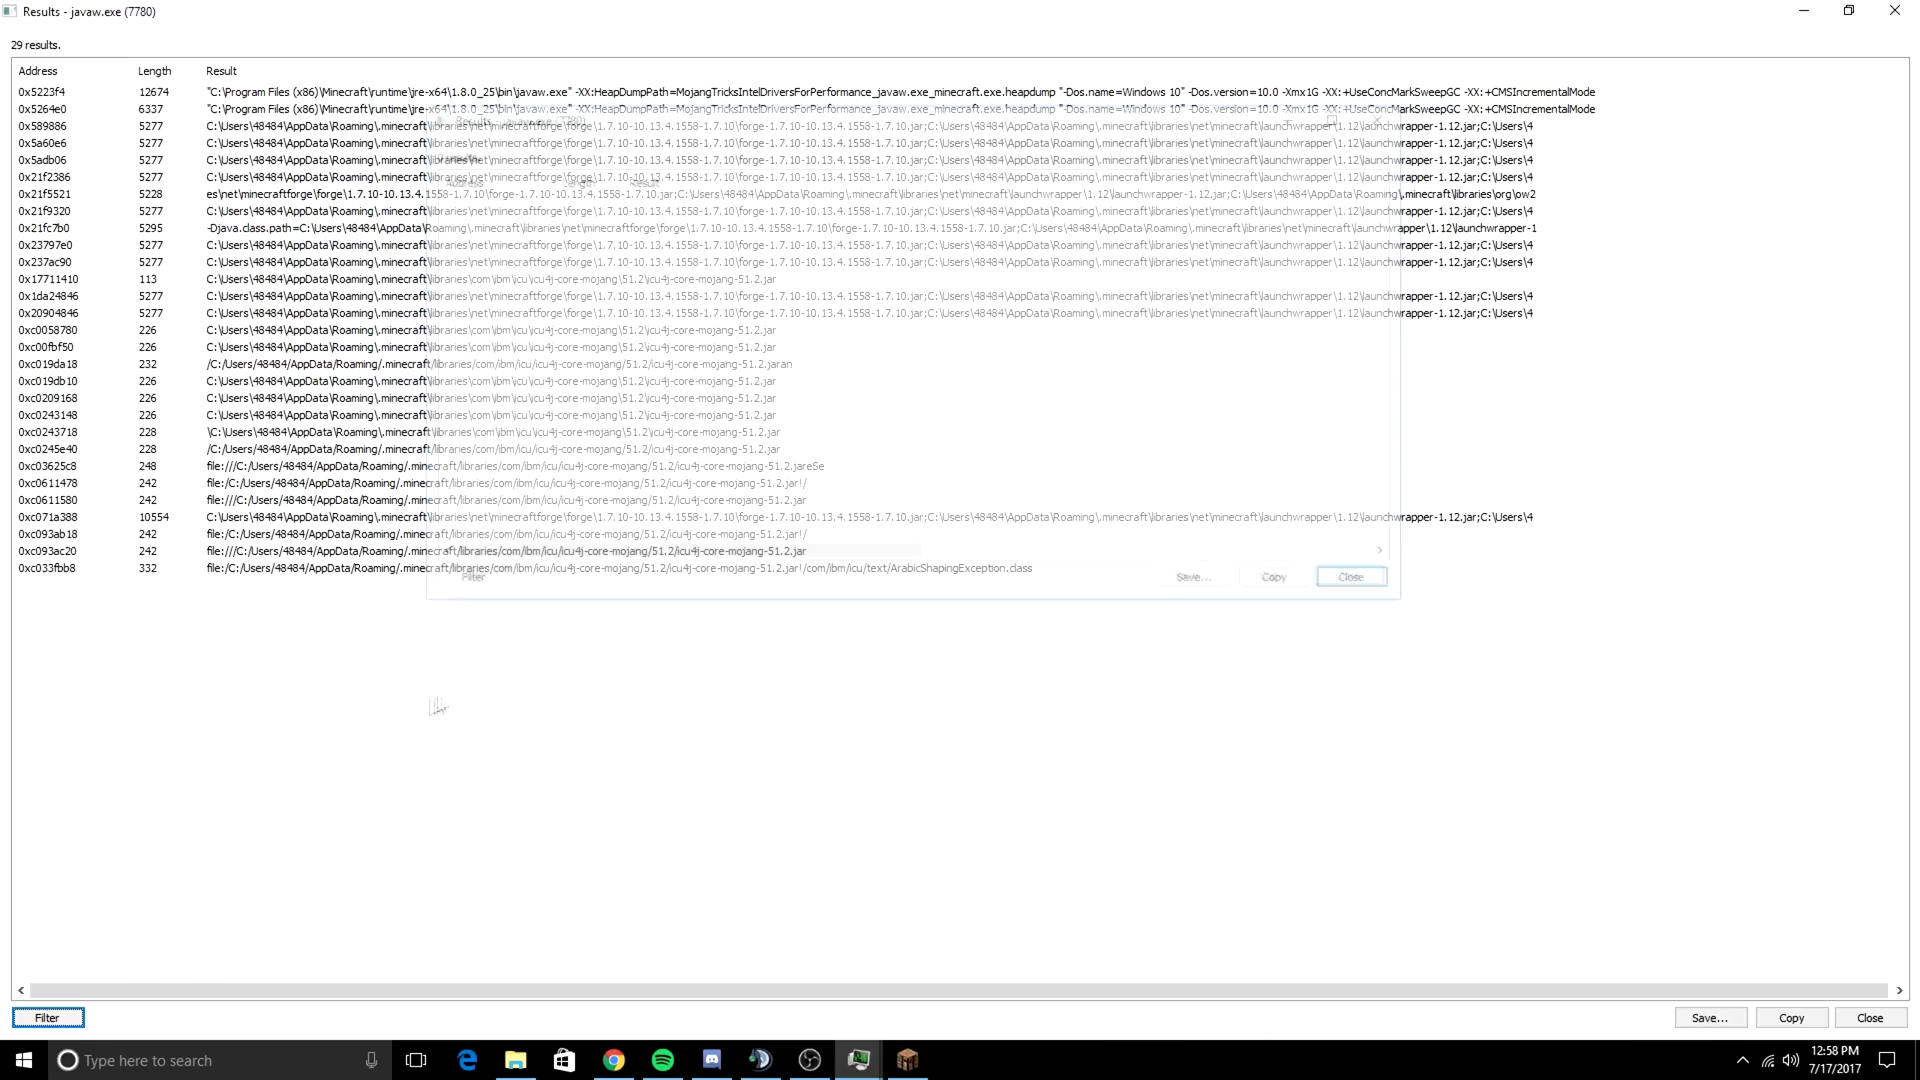 Results - javaw.exe (7780)
29 results.
Address Length Result
0x5223f4 12674 "C:\Program Files (x86)\Minecraft\runtime\jre-x64\1.8.0_25\bin\javaw.exe" -XX:HeapDumpPath=MojangTricksIntelDriversForPerformance_javaw.exe_minecraft.exe.heapdump "-Dos.name=Windows 10" -Dos.version=10.0 -Xmx1G -XX:+UseConcMarkSweepGC -XX:+CMSIncrementalMode
0x5264e0 6337 "C:\Program Files (x86)\Minecraft\runtime\jre-x64\1.8.0_25\bin\javaw.exe" -XX:HeapDumpPath=MojangTricksIntelDriversForPerformance_javaw.exe_minecraft.exe.heapdump "-Dos.name=Windows 10" -Dos.version=10.0 -Xmx1G -XX:+UseConcMarkSweepGC -XX:+CMSIncrementalMode
Results - javaw.exe (7780)
0x589886 5277 C:\Users\48484\AppData\Roaming\.minecraft\libraries\net\minecraftforge\forge\1.7.10-10.13.4.1558-1.7.10\forge-1.7.10-10.13.4.1558-1.7.10.jar;C:\Users\48484\AppData\Roaming\.minecraft\libraries\net\minecraft\launchwrapper\1.12\launchwrapper-1.12.jar;C:\Users\4
0x5a60e6 5277 C:\Users\48484\AppData\Roaming\.minecraft\libraries\net\minecraftforge\forge\1.7.10-10.13.4.1558-1.7.10\forge-1.7.10-10.13.4.1558-1.7.10.jar;C:\Users\48484\AppData\Roaming\.minecraft\libraries\net\minecraft\launchwrapper\1.12\launchwrapper-1.12.jar;C:\Users\4
0x5adb06 5277 C:\Users\48484\AppData\Roaming\.minecraft\libraries\net\minecraftforge\forge\1.7.10-10.13.4.1558-1.7.10\forge-1.7.10-10.13.4.1558-1.7.10.jar;C:\Users\48484\AppData\Roaming\.minecraft\libraries\net\minecraft\launchwrapper\1.12\launchwrapper-1.12.jar;C:\Users\4
0x21f2386 5277 C:\Users\48484\AppData\Roaming\.minecraft\libraries\net\minecraftforge\forge\1.7.10-10.13.4.1558-1.7.10\forge-1.7.10-10.13.4.1558-1.7.10.jar;C:\Users\48484\AppData\Roaming\.minecraft\libraries\net\minecraft\launchwrapper\1.12\launchwrapper-1.12.jar;C:\Users\4
Address Length Result
0x21f5521 5228 es\net\minecraftforge\forge\1.7.10-10.13.4.1558-1.7.10\forge-1.7.10-10.13.4.1558-1.7.10.jar;C:\Users\48484\AppData\Roaming\.minecraft\libraries\net\minecraft\launchwrapper\1.12\launchwrapper-1.12.jar;C:\Users\48484\AppData\Roaming\.minecraft\libraries\org\ow2
0x21f9320 5277 C:\Users\48484\AppData\Roaming\.minecraft\libraries\net\minecraftforge\forge\1.7.10-10.13.4.1558-1.7.10\forge-1.7.10-10.13.4.1558-1.7.10.jar;C:\Users\48484\AppData\Roaming\.minecraft\libraries\net\minecraft\launchwrapper\1.12\launchwrapper-1.12.jar;C:\Users\4
0x21fc7b0 5295 -Djava.class.path=C:\Users\48484\AppData\Roaming\.minecraft\libraries\net\minecraftforge\forge\1.7.10-10.13.4.1558-1.7.10\forge-1.7.10-10.13.4.1558-1.7.10.jar;C:\Users\48484\AppData\Roaming\.minecraft\libraries\net\minecraft\launchwrapper\1.12\launchwrapper-1
0x23797e0 5277 C:\Users\48484\AppData\Roaming\.minecraft\libraries\net\minecraftforge\forge\1.7.10-10.13.4.1558-1.7.10\forge-1.7.10-10.13.4.1558-1.7.10.jar;C:\Users\48484\AppData\Roaming\.minecraft\libraries\net\minecraft\launchwrapper\1.12\launchwrapper-1.12.jar;C:\Users\4
0x237ac90 5277 C:\Users\48484\AppData\Roaming\.minecraft\libraries\net\minecraftforge\forge\1.7.10-10.13.4.1558-1.7.10\forge-1.7.10-10.13.4.1558-1.7.10.jar;C:\Users\48484\AppData\Roaming\.minecraft\libraries\net\minecraft\launchwrapper\1.12\launchwrapper-1.12.jar;C:\Users\4
0x17711410 113 C:\Users\48484\AppData\Roaming\.minecraft\libraries\com\ibm\icu\icu4j-core-mojang\51.2\icu4j-core-mojang-51.2.jar
0x1da24846 5277 C:\Users\48484\AppData\Roaming\.minecraft\libraries\net\minecraftforge\forge\1.7.10-10.13.4.1558-1.7.10\forge-1.7.10-10.13.4.1558-1.7.10.jar;C:\Users\48484\AppData\Roaming\.minecraft\libraries\net\minecraft\launchwrapper\1.12\launchwrapper-1.12.jar;C:\Users\4
0x20904846 5277 C:\Users\48484\AppData\Roaming\.minecraft\libraries\net\minecraftforge\forge\1.7.10-10.13.4.1558-1.7.10\forge-1.7.10-10.13.4.1558-1.7.10.jar;C:\Users\48484\AppData\Roaming\.minecraft\libraries\net\minecraft\launchwrapper\1.12\launchwrapper-1.12.jar;C:\Users\4
0xc0058780 226 C:\Users\48484\AppData\Roaming\.minecraft\libraries\com\ibm\icu\icu4j-core-mojang\51.2\icu4j-core-mojang-51.2.jar
0xc00fbf50 226 C:\Users\48484\AppData\Roaming\.minecraft\libraries\com\ibm\icu\icu4j-core-mojang\51.2\icu4j-core-mojang-51.2.jar
0xc019da18 232 /C:/Users/48484/AppData/Roaming/.minecraft/libraries/com/ibm/icu/icu4j-core-mojang/51.2/icu4j-core-mojang-51.2.jaran
0xc019db10 226 C:\Users\48484\AppData\Roaming\.minecraft\libraries\com\ibm\icu\icu4j-core-mojang\51.2\icu4j-core-mojang-51.2.jar
0xc0209168 226 C:\Users\48484\AppData\Roaming\.minecraft\libraries\com\ibm\icu\icu4j-core-mojang\51.2\icu4j-core-mojang-51.2.jar
0xc0243148 226 C:\Users\48484\AppData\Roaming\.minecraft\libraries\com\ibm\icu\icu4j-core-mojang\51.2\icu4j-core-mojang-51.2.jar
0xc0243718 228 \C:\Users\48484\AppData\Roaming\.minecraft\libraries\com\ibm\icu\icu4j-core-mojang\51.2\icu4j-core-mojang-51.2.jar
0xc0245e40 228 /C:/Users/48484/AppData/Roaming/.minecraft/libraries/com/ibm/icu/icu4j-core-mojang/51.2/icu4j-core-mojang-51.2.jar
0xc03625c8 248 file:///C:/Users/48484/AppData/Roaming/.minecraft/libraries/com/ibm/icu/icu4j-core-mojang/51.2/icu4j-core-mojang-51.2.jareSe
0xc0611478 242 file:/C:/Users/48484/AppData/Roaming/.minecraft/libraries/com/ibm/icu/icu4j-core-mojang/51.2/icu4j-core-mojang-51.2.jar!/
0xc0611580 242 file:///C:/Users/48484/AppData/Roaming/.minecraft/libraries/com/ibm/icu/icu4j-core-mojang/51.2/icu4j-core-mojang-51.2.jar
0xc071a388 10554 C:\Users\48484\AppData\Roaming\.minecraft\libraries\net\minecraftforge\forge\1.7.10-10.13.4.1558-1.7.10\forge-1.7.10-10.13.4.1558-1.7.10.jar;C:\Users\48484\AppData\Roaming\.minecraft\libraries\net\minecraft\launchwrapper\1.12\launchwrapper-1.12.jar;C:\Users\4
0xc093ab18 242 file:/C:/Users/48484/AppData/Roaming/.minecraft/libraries/com/ibm/icu/icu4j-core-mojang/51.2/icu4j-core-mojang-51.2.jar!/
0xc093ac20 242 file:///C:/Users/48484/AppData/Roaming/.minecraft/libraries/com/ibm/icu/icu4j-core-mojang/51.2/icu4j-core-mojang-51.2.jar
0xc033fbb8 332 file:/C:/Users/48484/AppData/Roaming/.minecraft/libraries/com/ibm/icu/icu4j-core-mojang/51.2/icu4j-core-mojang-51.2.jar!/com/ibm/icu/text/ArabicShapingException.class
Filter Save... Copy Close
Filter Save... Copy Close
Type here to search
12:58 PM
7/17/2017